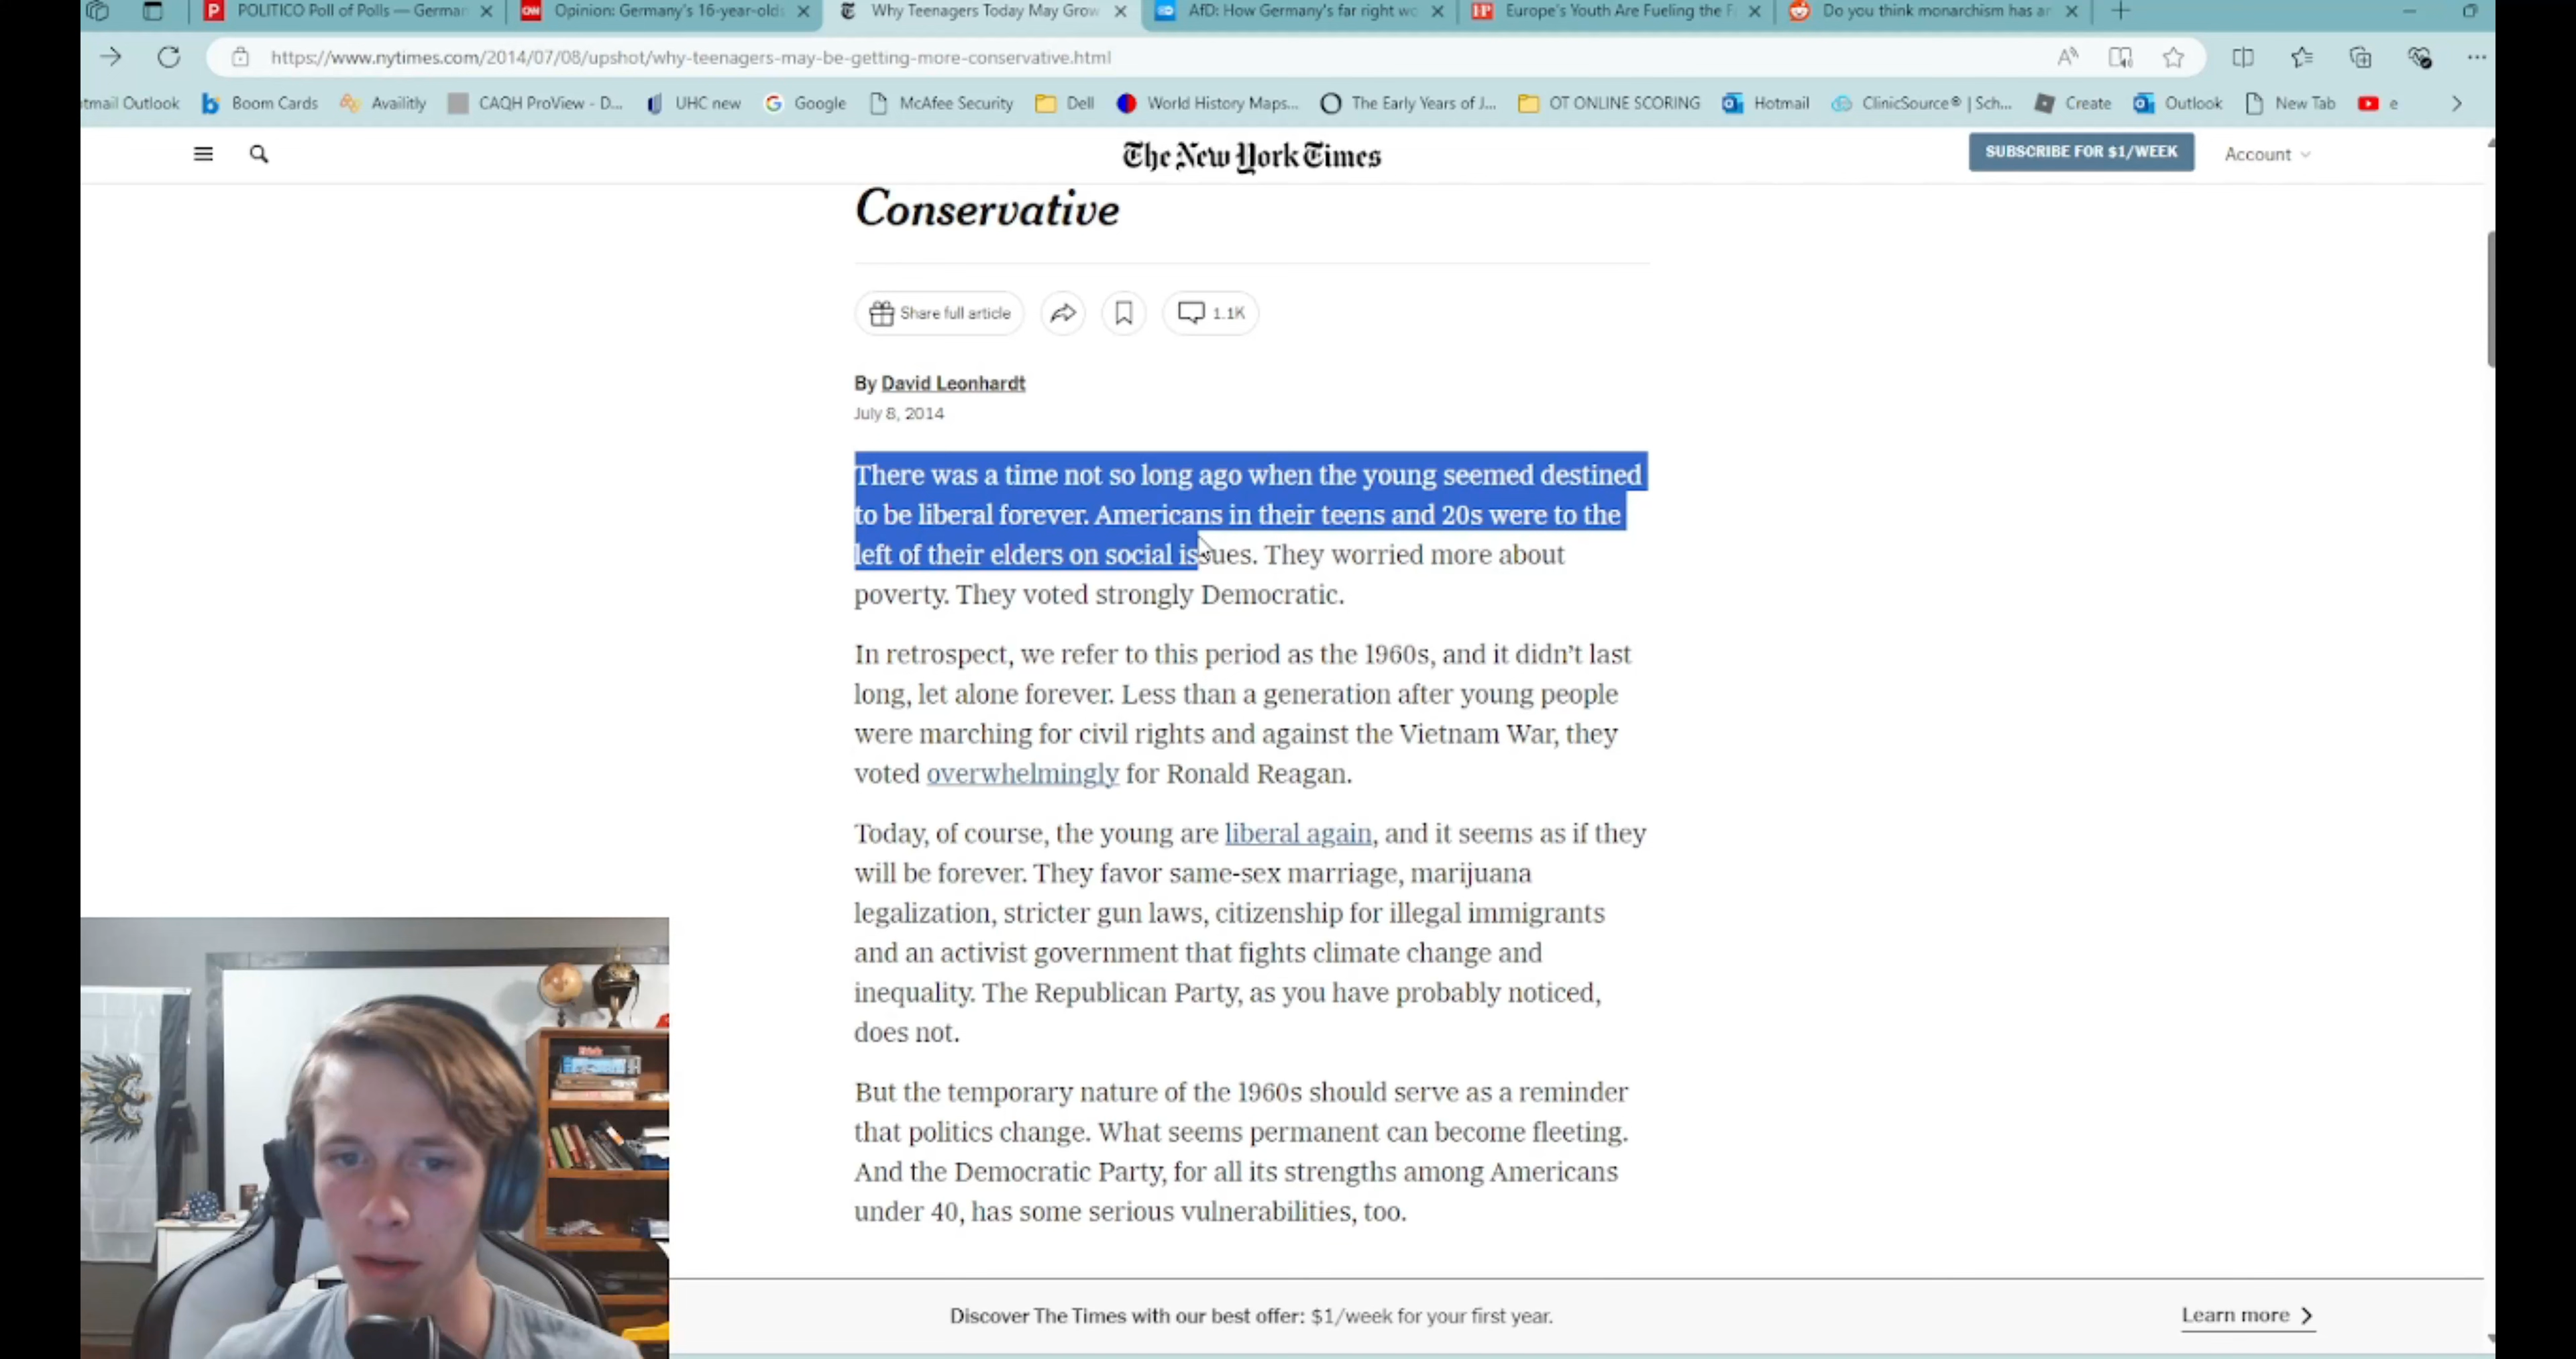 POLITICO Poll of Polls — German
Opinion: Germany's 16-year-olds
Why Teenagers Today May Grow
AfD: How Germany's far right wo
Europe's Youth Are Fueling the F
Do you think monarchism has an
https://www.nytimes.com/2014/07/08/upshot/why-teenagers-may-be-getting-more-conservative.html
tmail Outlook
Boom Cards
Availitly
CAQH ProView - D...
UHC new
Google
McAfee Security
Dell
World History Maps...
The Early Years of J...
OT ONLINE SCORING
Hotmail
ClinicSource® | Sch...
Create
Outlook
New Tab
e
The New York Times
SUBSCRIBE FOR $1/WEEK
Account
Conservative
Share full article
1.1K
By David Leonhardt
July 8, 2014
There was a time not so long ago when the young seemed destined
to be liberal forever. Americans in their teens and 20s were to the
left of their elders on social issues. They worried more about
poverty. They voted strongly Democratic.
In retrospect, we refer to this period as the 1960s, and it didn't last
long, let alone forever. Less than a generation after young people
were marching for civil rights and against the Vietnam War, they
voted overwhelmingly for Ronald Reagan.
Today, of course, the young are liberal again, and it seems as if they
will be forever. They favor same-sex marriage, marijuana
legalization, stricter gun laws, citizenship for illegal immigrants
and an activist government that fights climate change and
inequality. The Republican Party, as you have probably noticed,
does not.
But the temporary nature of the 1960s should serve as a reminder
that politics change. What seems permanent can become fleeting.
And the Democratic Party, for all its strengths among Americans
under 40, has some serious vulnerabilities, too.
Discover The Times with our best offer: $1/week for your first year.
Learn more